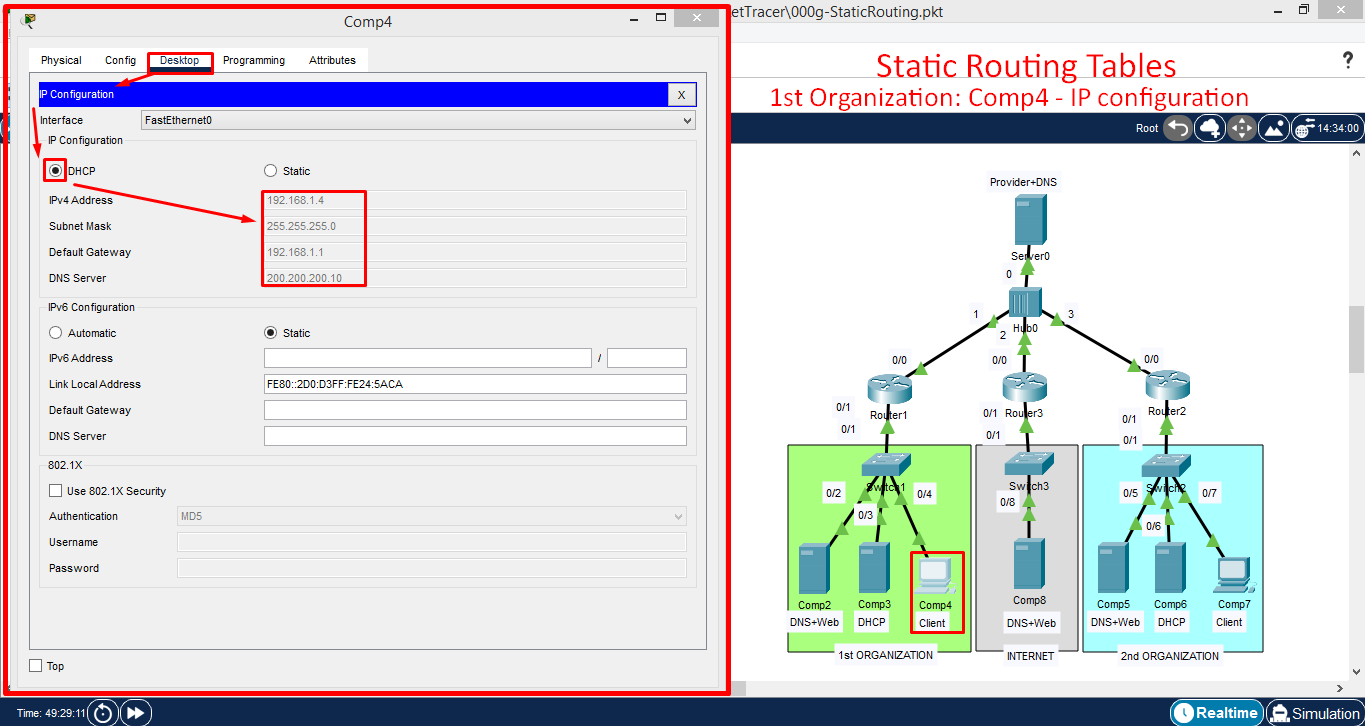 Comp4
etTracer\000g-StaticRouting.pkt
Physical Config Desktop Programming Attributes
IP Configuration X
Interface FastEthernet0
IP Configuration
DHCP Static
IPv4 Address 192.168.1.4
Subnet Mask 255.255.255.0
Default Gateway 192.168.1.1
DNS Server 200.200.200.10
IPv6 Configuration
Automatic Static
IPv6 Address /
Link Local Address FE80::2D0:D3FF:FE24:5ACA
Default Gateway
DNS Server
802.1X
Use 802.1X Security
Authentication MD5
Username
Password
Top
Static Routing Tables
?
1st Organization: Comp4 - IP configuration
Root 14:34:00
Provider+DNS
Server0
0
1 3
Hub0
2
0/0 0/0 0/0
Router1 Router3 Router2
0/1 0/1 0/1
0/1 0/1 0/1
Switch1 Switch3 Switch2
0/2 0/4 0/8 0/5 0/7
0/3 0/6
Comp2 Comp3 Comp4 Comp8 Comp5 Comp6 Comp7
DNS+Web DHCP Client DNS+Web DNS+Web DHCP Client
1st ORGANIZATION INTERNET 2nd ORGANIZATION
Time: 49:29:11 Realtime Simulation